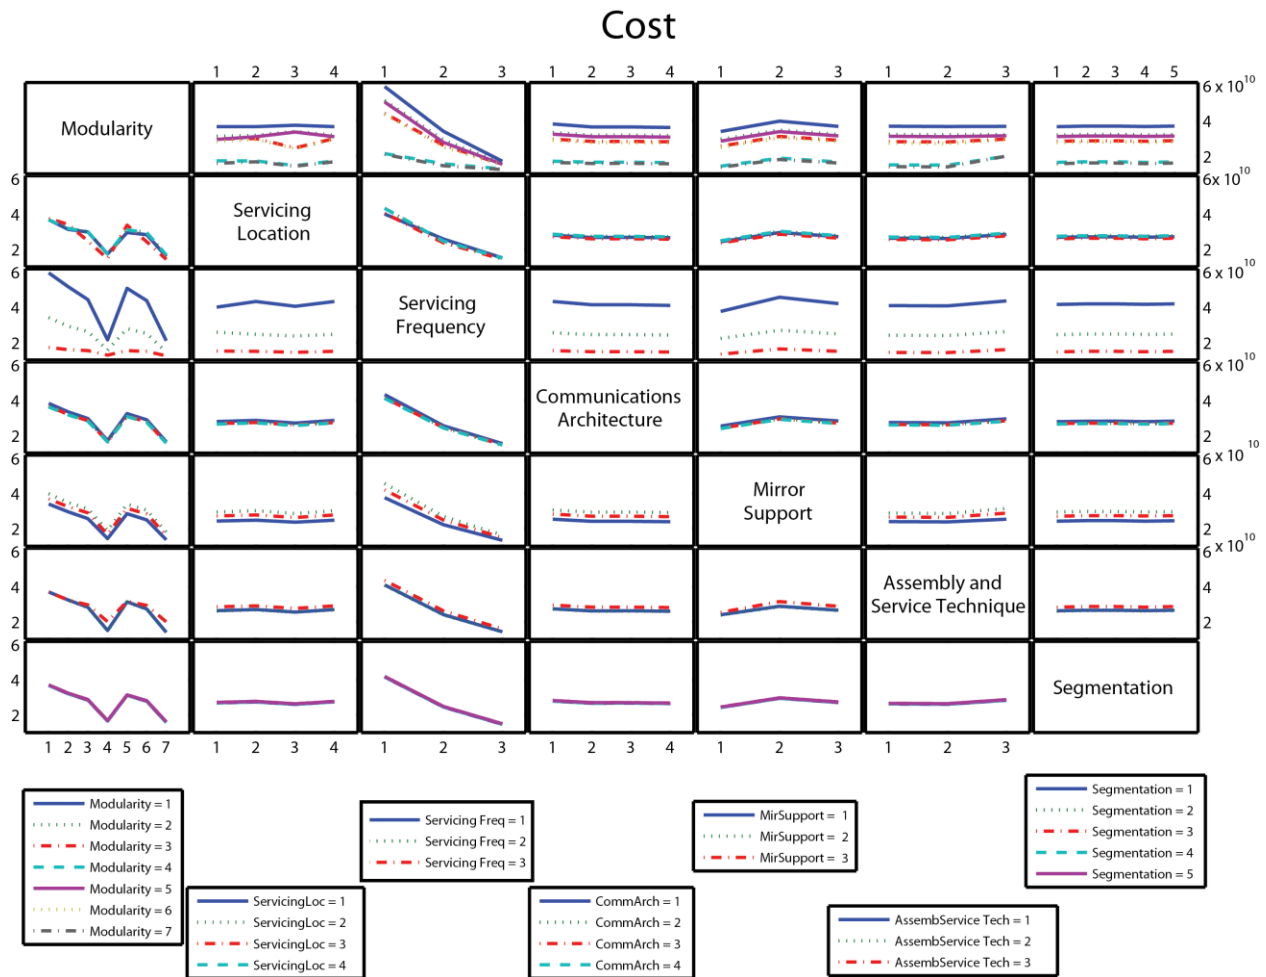 Cost
1 2 3 4 1 2 3 1 2 3 4 1 2 3 1 2 3 1 2 3 4 5
Modularity
6 x 10^10
4
2
6
4
2
Servicing
Location
6x 10^10
4
2
6
4
2
Servicing
Frequency
6 x 10^10
4
2
6
4
2
Communications
Architecture
6 x 10^10
4
2
6
4
2
Mirror
Support
6 x 10^10
4
2
6
4
2
Assembly and
Service Technique
6 x 10^10
4
2
6
4
2
Segmentation
1 2 3 4 5 6 7 1 2 3 4 1 2 3 1 2 3 4 1 2 3 1 2 3 1 2 3 4 5
Modularity = 1
Modularity = 2
Modularity = 3
Modularity = 4
Modularity = 5
Modularity = 6
Modularity = 7
ServicingLoc = 1
ServicingLoc = 2
ServicingLoc = 3
ServicingLoc = 4
Servicing Freq = 1
Servicing Freq = 2
Servicing Freq = 3
CommArch = 1
CommArch = 2
CommArch = 3
CommArch = 4
MirSupport = 1
MirSupport = 2
MirSupport = 3
AssembService Tech = 1
AssembService Tech = 2
AssembService Tech = 3
Segmentation = 1
Segmentation = 2
Segmentation = 3
Segmentation = 4
Segmentation = 5